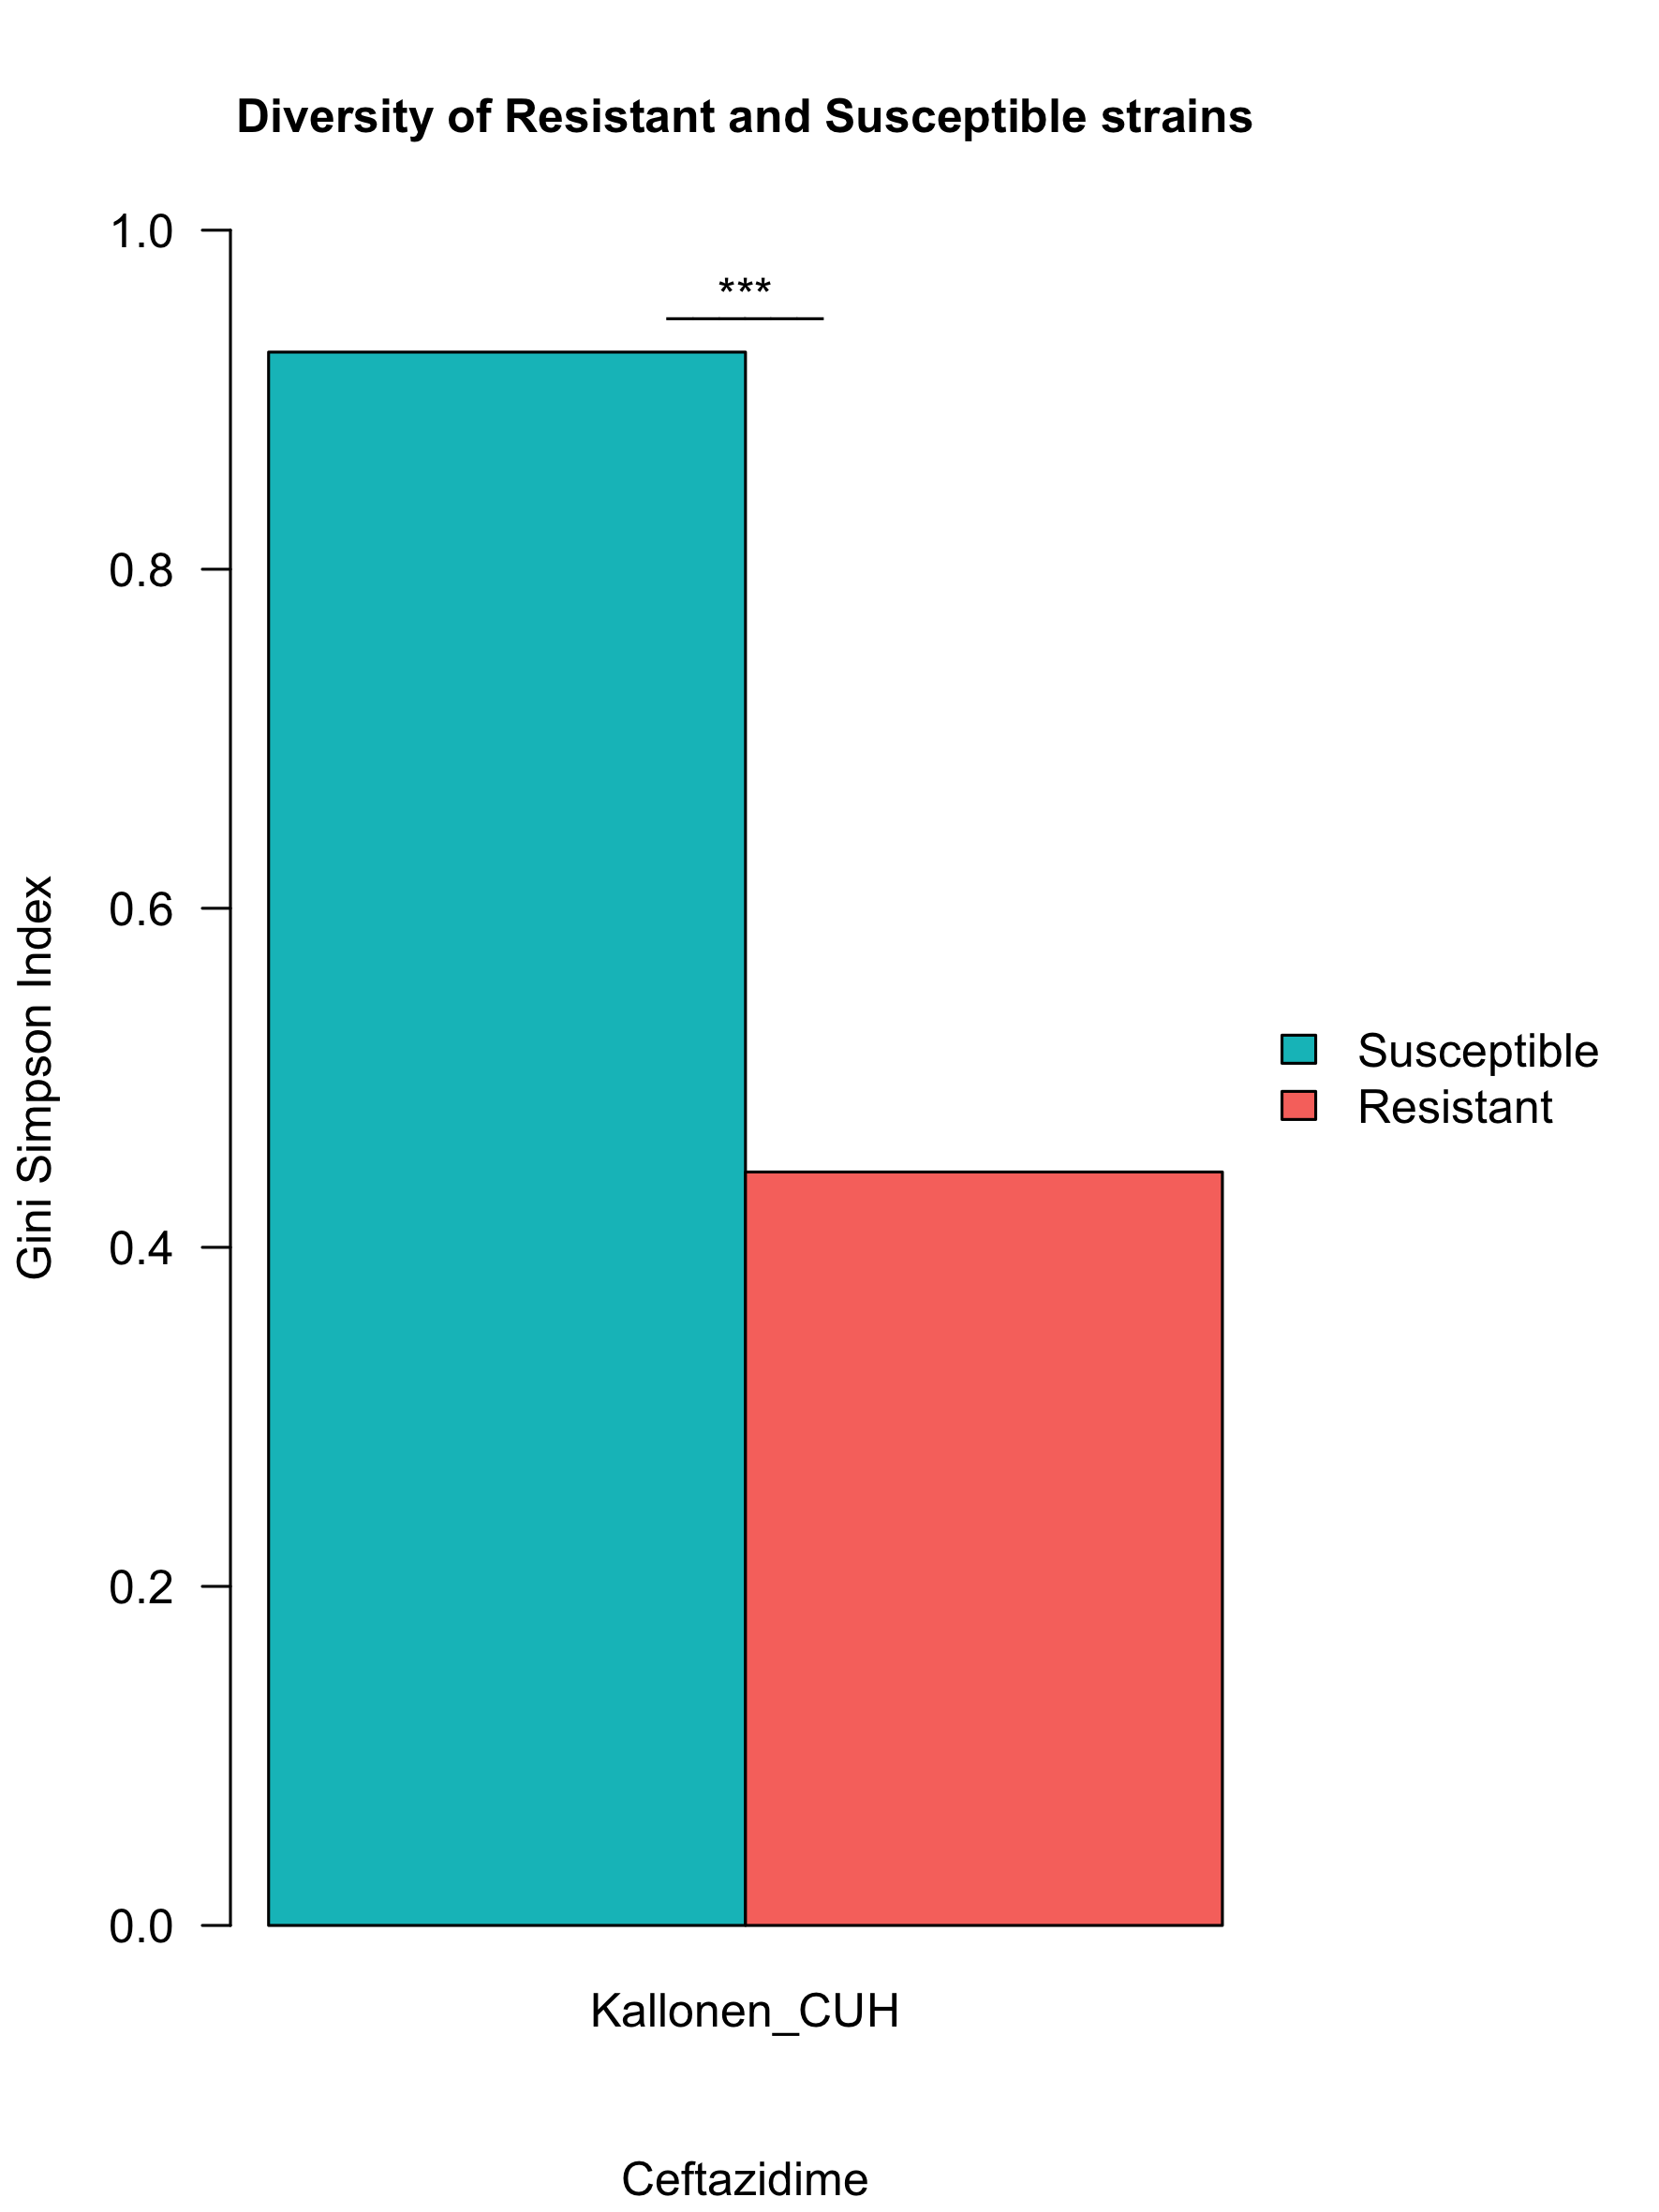 Diversity of Resistant and Susceptible strains
1.0
***
0.8
0.6
Gini Simpson Index
Susceptible
Resistant
0.4
0.2
0.0
Kallonen_CUH
Ceftazidime